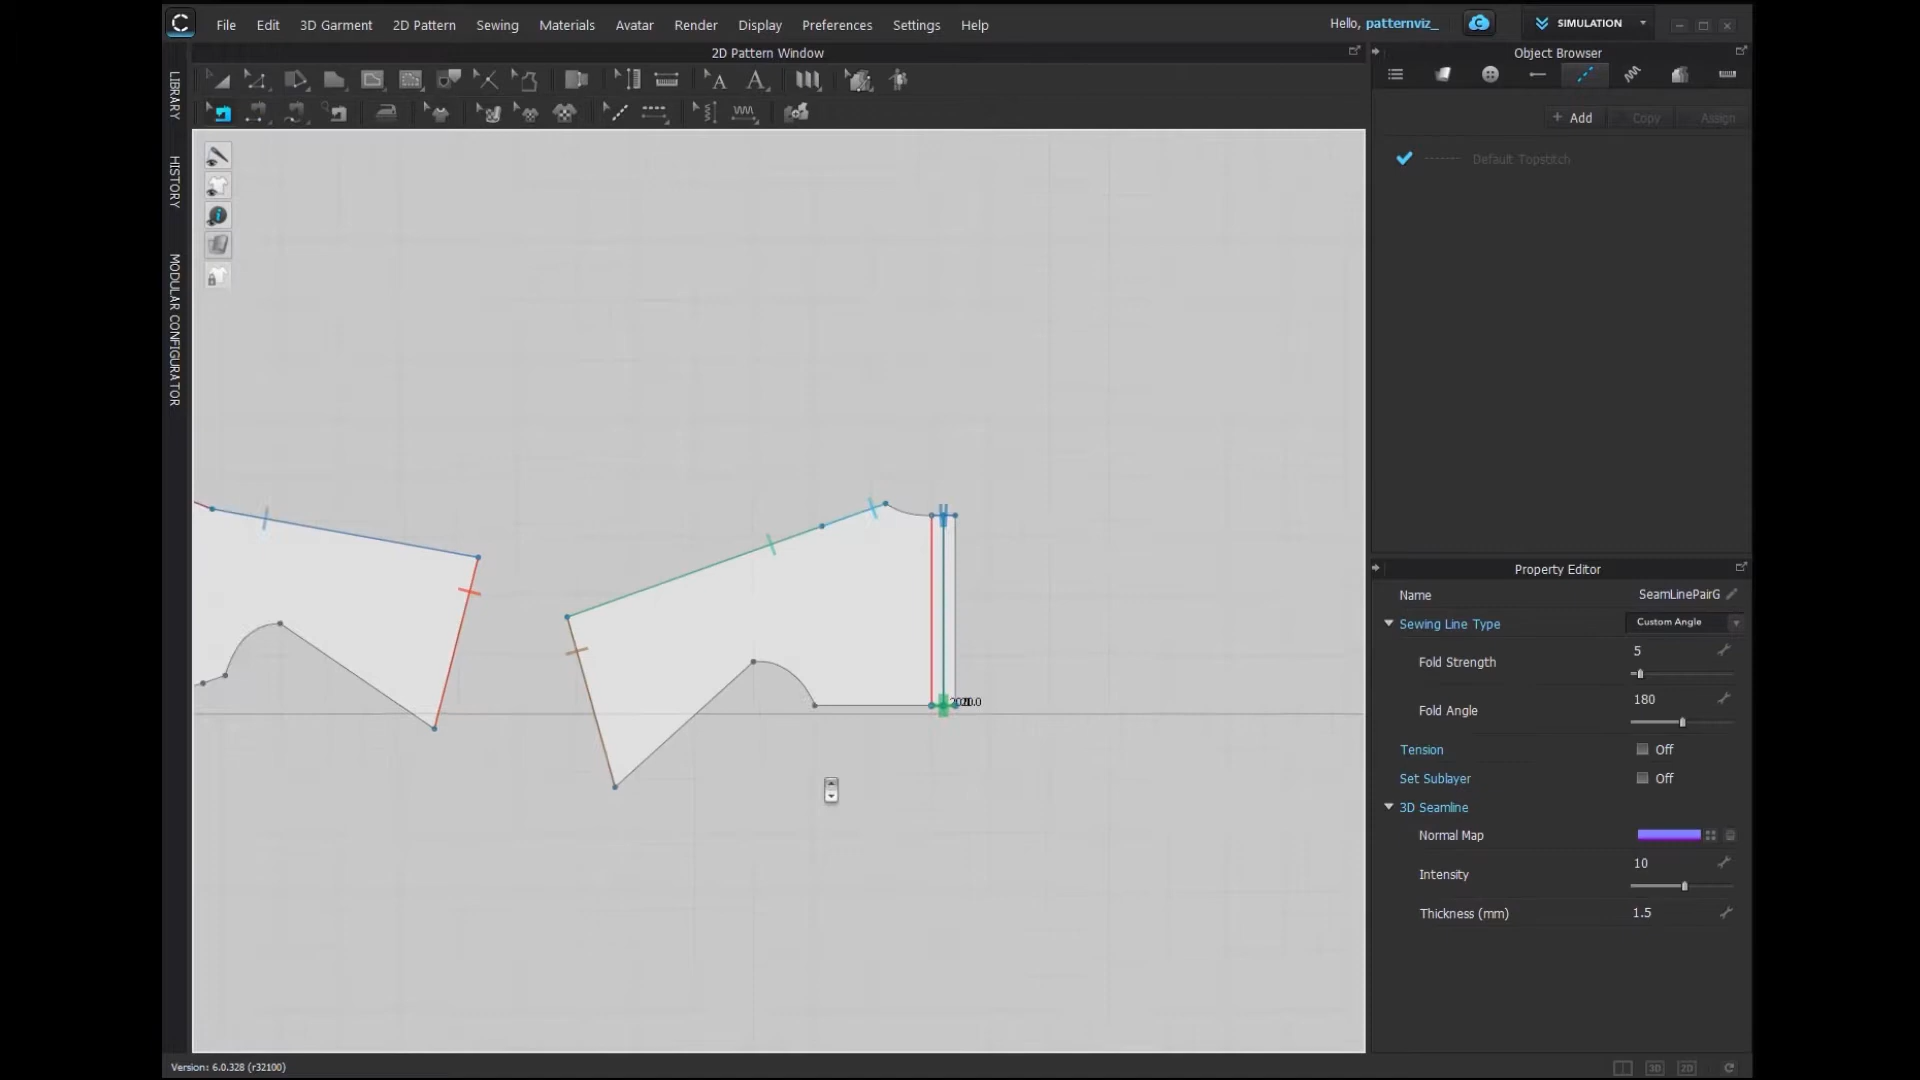 File Edit 3D Garment 2D Pattern Sewing Materials Avatar Render Display Preferences Settings Help
Hello, patternviz_
SIMULATION
2D Pattern Window
Object Browser
LIBRARY
HISTORY
MODULAR CONFIGURATOR
+ Add Copy Assign
Default Topstitch
Property Editor
Name SeamLinePairG
Sewing Line Type Custom Angle
Fold Strength 5
Fold Angle 180
Tension Off
Set Sublayer Off
3D Seamline
Normal Map
Intensity 10
Thickness (mm) 1.5
Version: 6.0.328 (r32100)
3D 2D